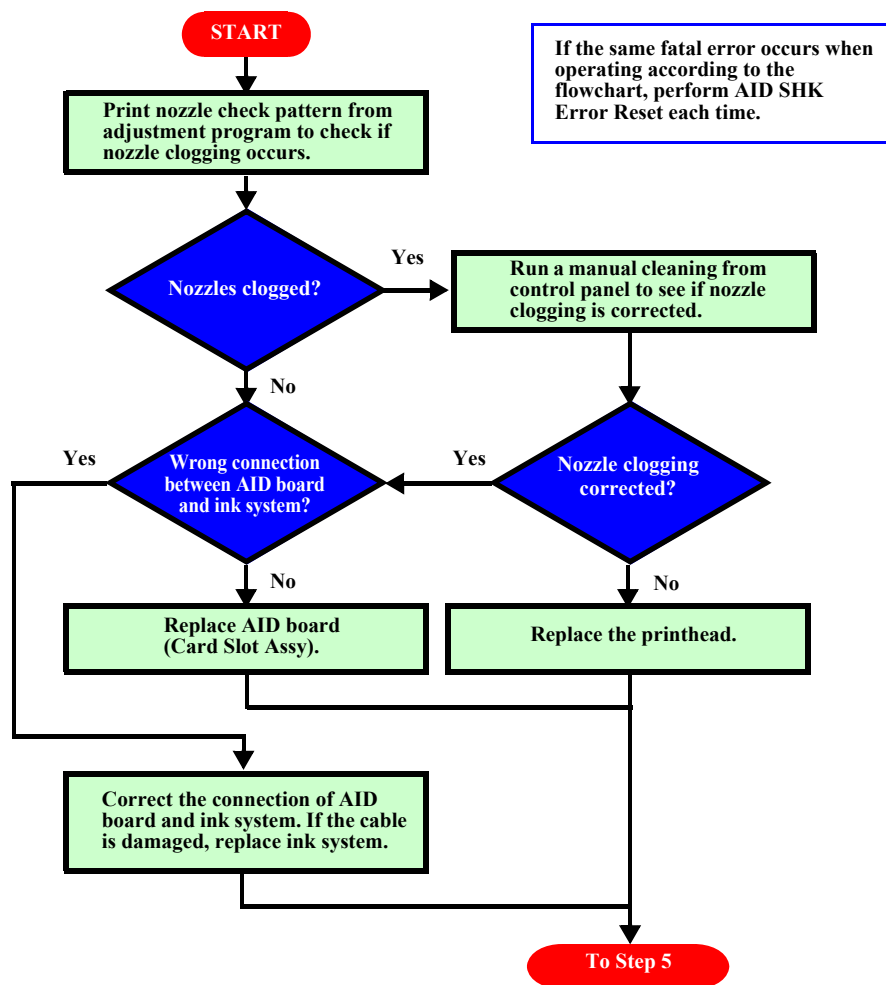 START
If the same fatal error occurs when
operating according to the
flowchart, perform AID SHK
Error Reset each time.
Print nozzle check pattern from
adjustment program to check if
nozzle clogging occurs.
Nozzles clogged?
Yes
Run a manual cleaning from
control panel to see if nozzle
clogging is corrected.
No
Yes
Wrong connection
between AID board
and ink system?
Yes
Nozzle clogging
corrected?
No
No
Replace AID board
(Card Slot Assy).
Replace the printhead.
Correct the connection of AID
board and ink system. If the cable
is damaged, replace ink system.
To Step 5